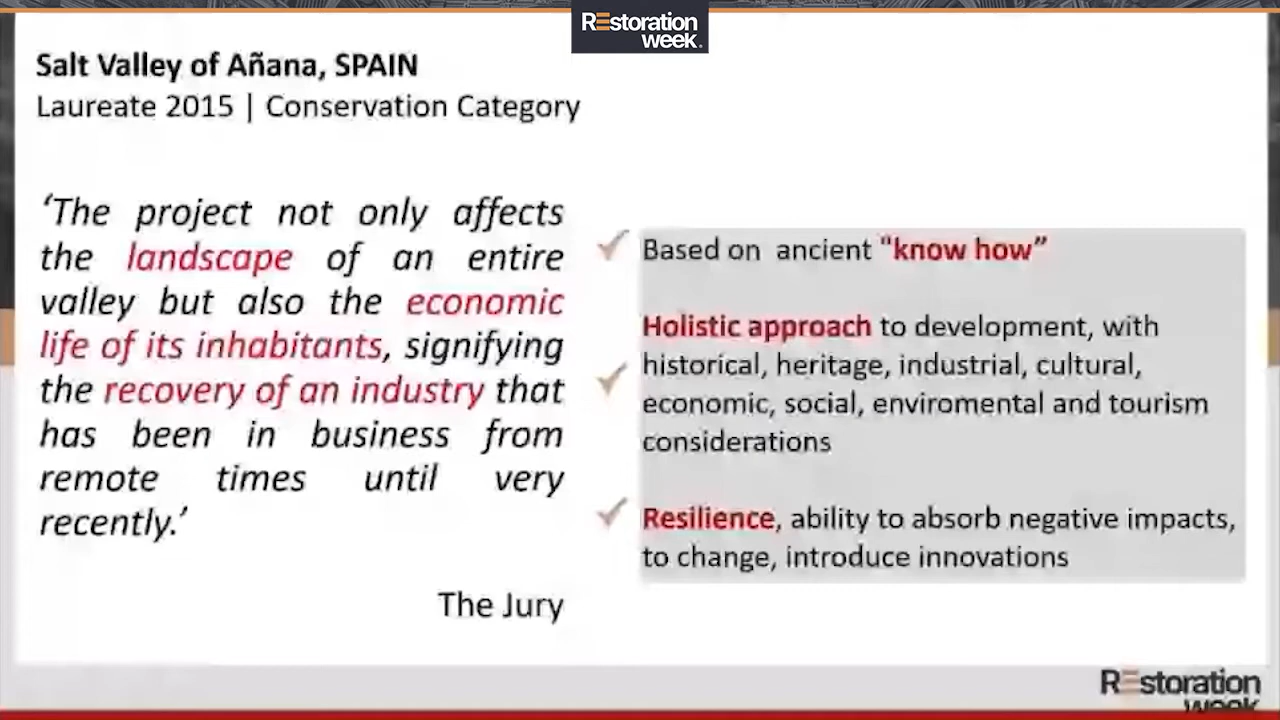 REstoration
week.
Salt Valley of Añana, SPAIN
Laureate 2015 | Conservation Category
‘The project not only affects
the landscape of an entire
valley but also the economic
life of its inhabitants, signifying
the recovery of an industry that
has been in business from
remote times until very
recently.’
The Jury
Based on ancient "know how”
Holistic approach to development, with
historical, heritage, industrial, cultural,
economic, social, enviromental and tourism
considerations
Resilience, ability to absorb negative impacts,
to change, introduce innovations
REstoration
week